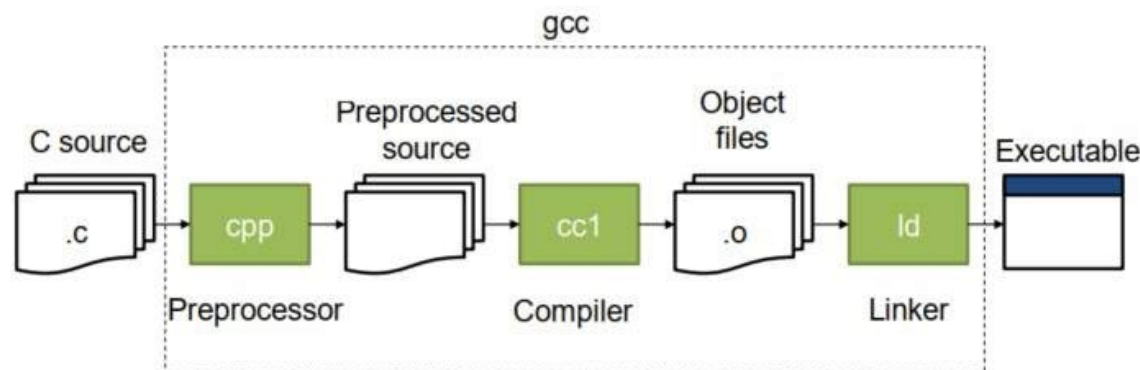 gcc
C source
Preprocessed
source
Object
files
Executable
.c
cpp
cc1
.o
ld
Preprocessor
Compiler
Linker